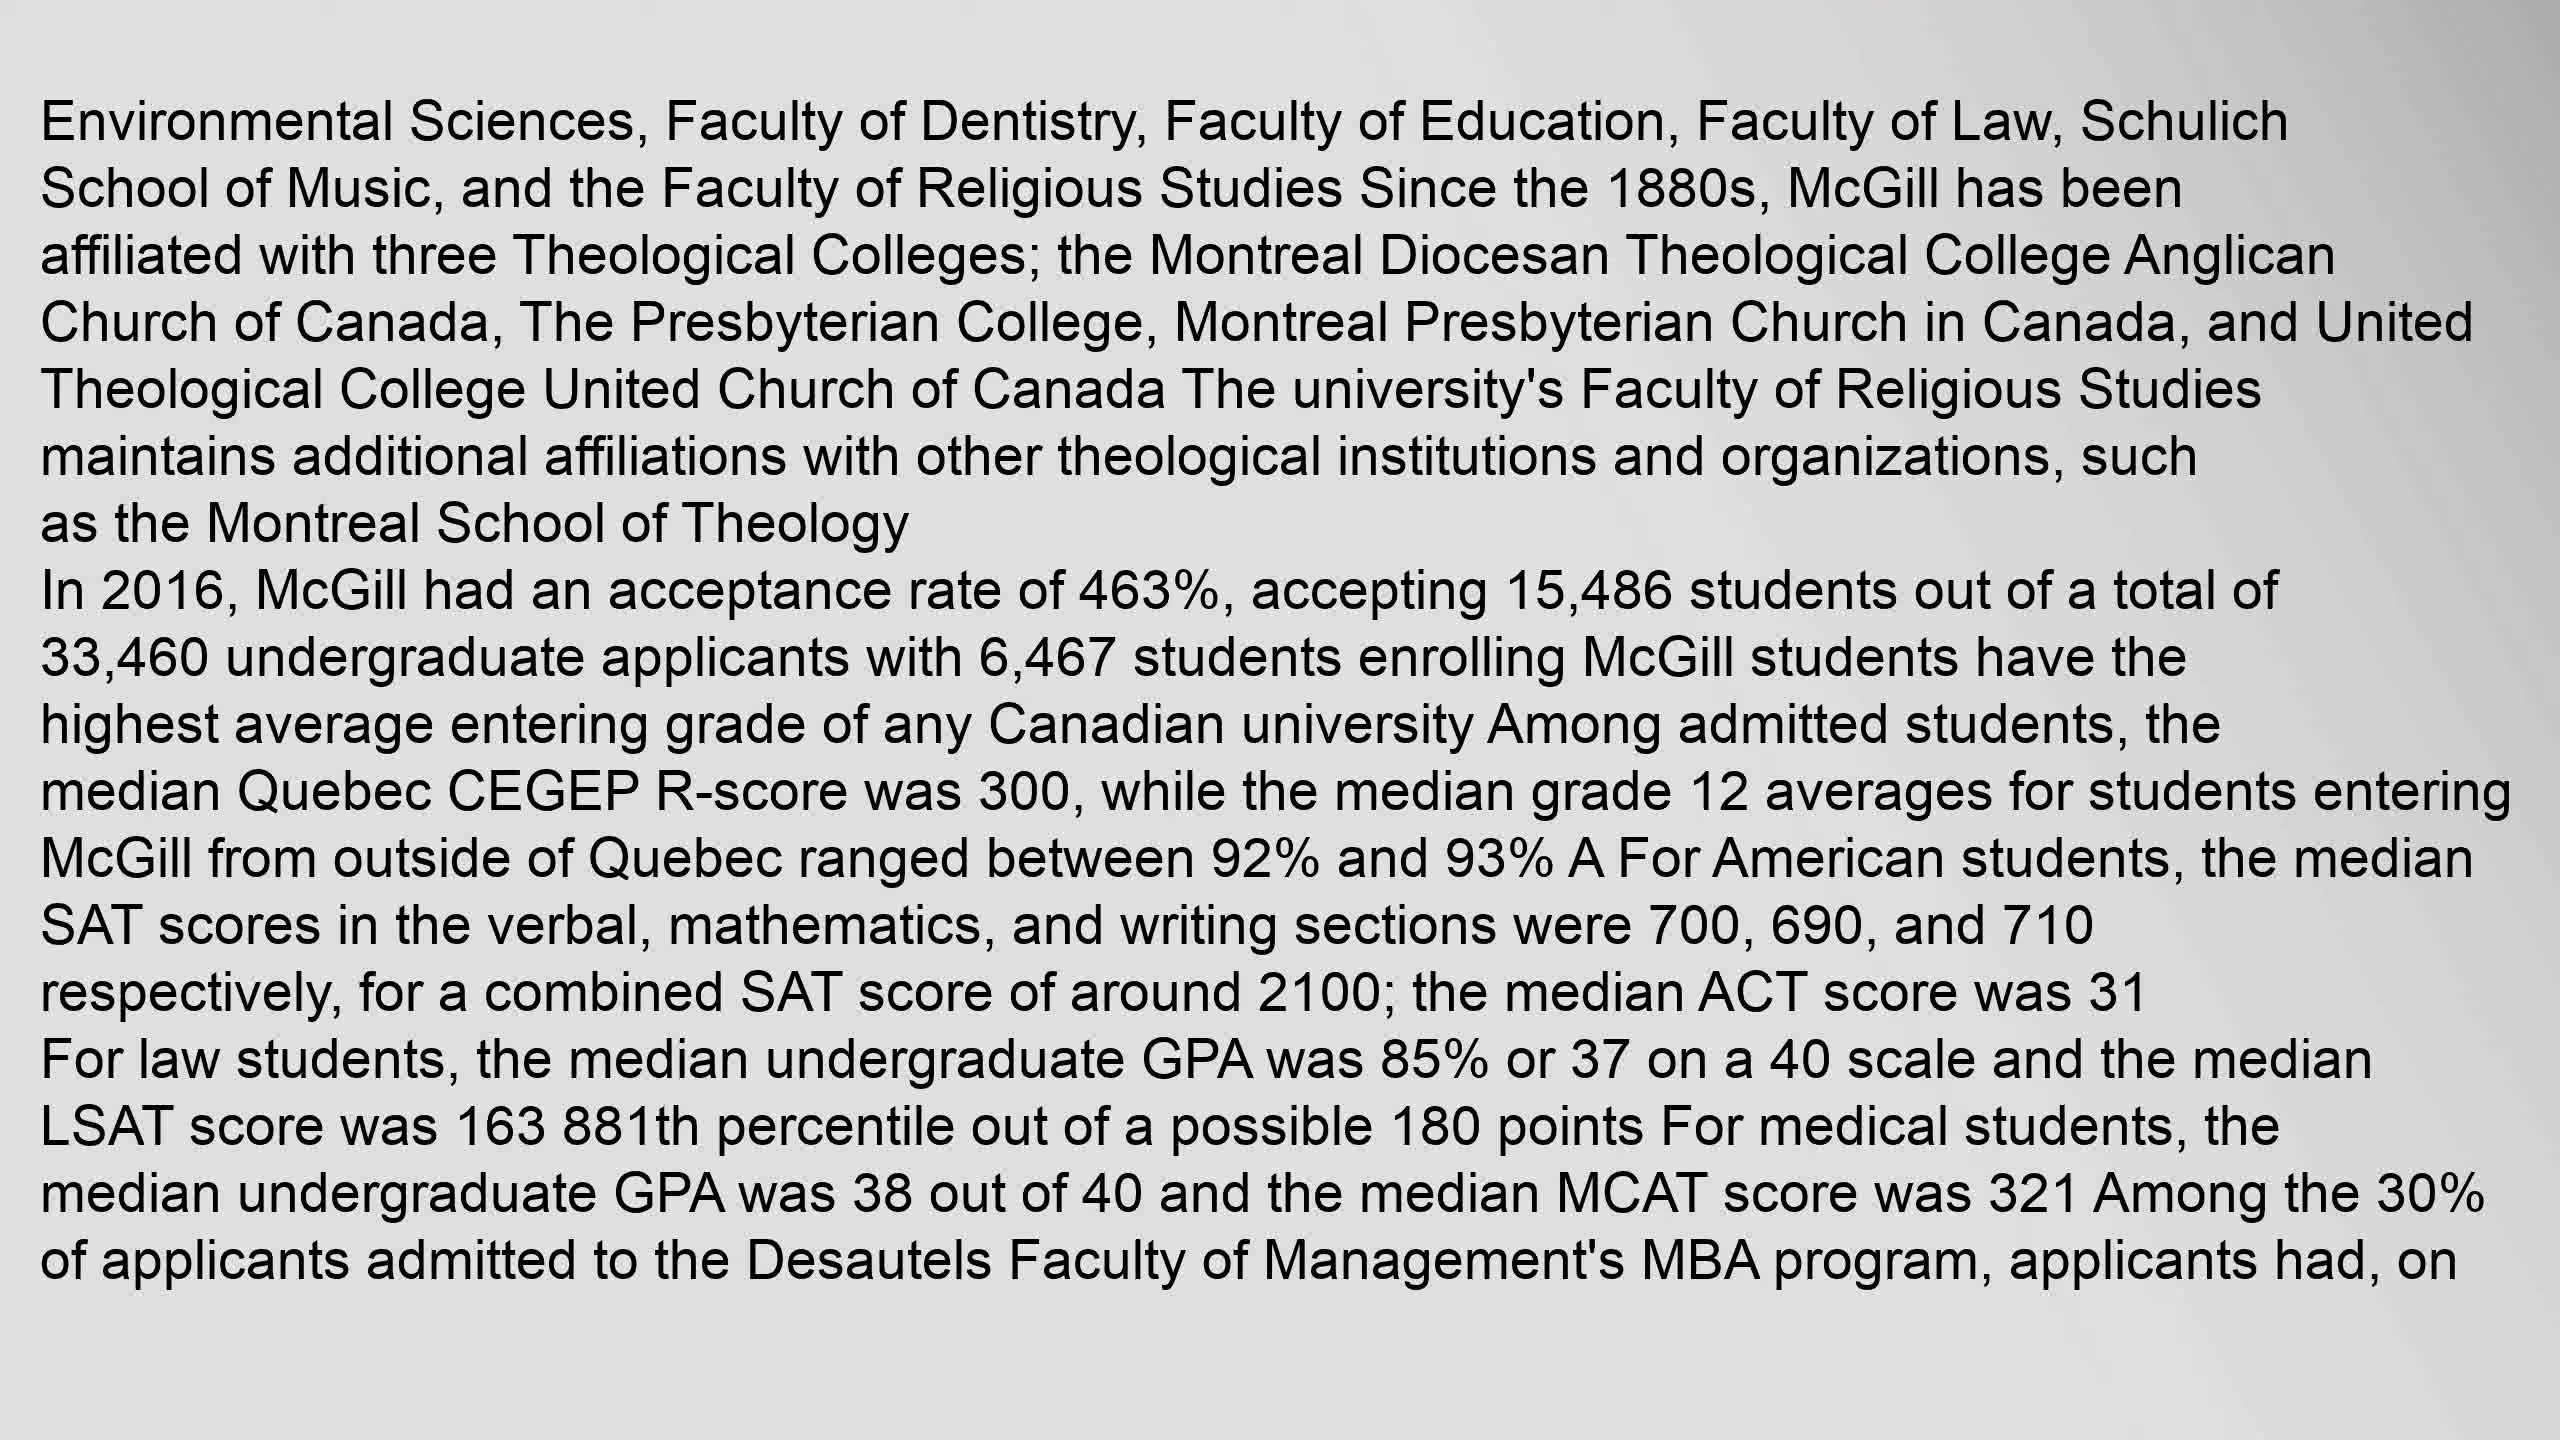 Environmental Sciences, Faculty of Dentistry, Faculty of Education, Faculty of Law, Schulich
School of Music, and the Faculty of Religious Studies Since the 1880s, McGill has been
affiliated with three Theological Colleges; the Montreal Diocesan Theological College Anglican
Church of Canada, The Presbyterian College, Montreal Presbyterian Church in Canada, and United
Theological College United Church of Canada The university's Faculty of Religious Studies
maintains additional affiliations with other theological institutions and organizations, such
as the Montreal School of Theology
In 2016, McGill had an acceptance rate of 463%, accepting 15,486 students out of a total of
33,460 undergraduate applicants with 6,467 students enrolling McGill students have the
highest average entering grade of any Canadian university Among admitted students, the
median Quebec CEGEP R-score was 300, while the median grade 12 averages for students entering
McGill from outside of Quebec ranged between 92% and 93% A For American students, the median
SAT scores in the verbal, mathematics, and writing sections were 700, 690, and 710
respectively, for a combined SAT score of around 2100; the median ACT score was 31
For law students, the median undergraduate GPA was 85% or 37 on a 40 scale and the median
LSAT score was 163 881th percentile out of a possible 180 points For medical students, the
median undergraduate GPA was 38 out of 40 and the median MCAT score was 321 Among the 30%
of applicants admitted to the Desautels Faculty of Management's MBA program, applicants had, on